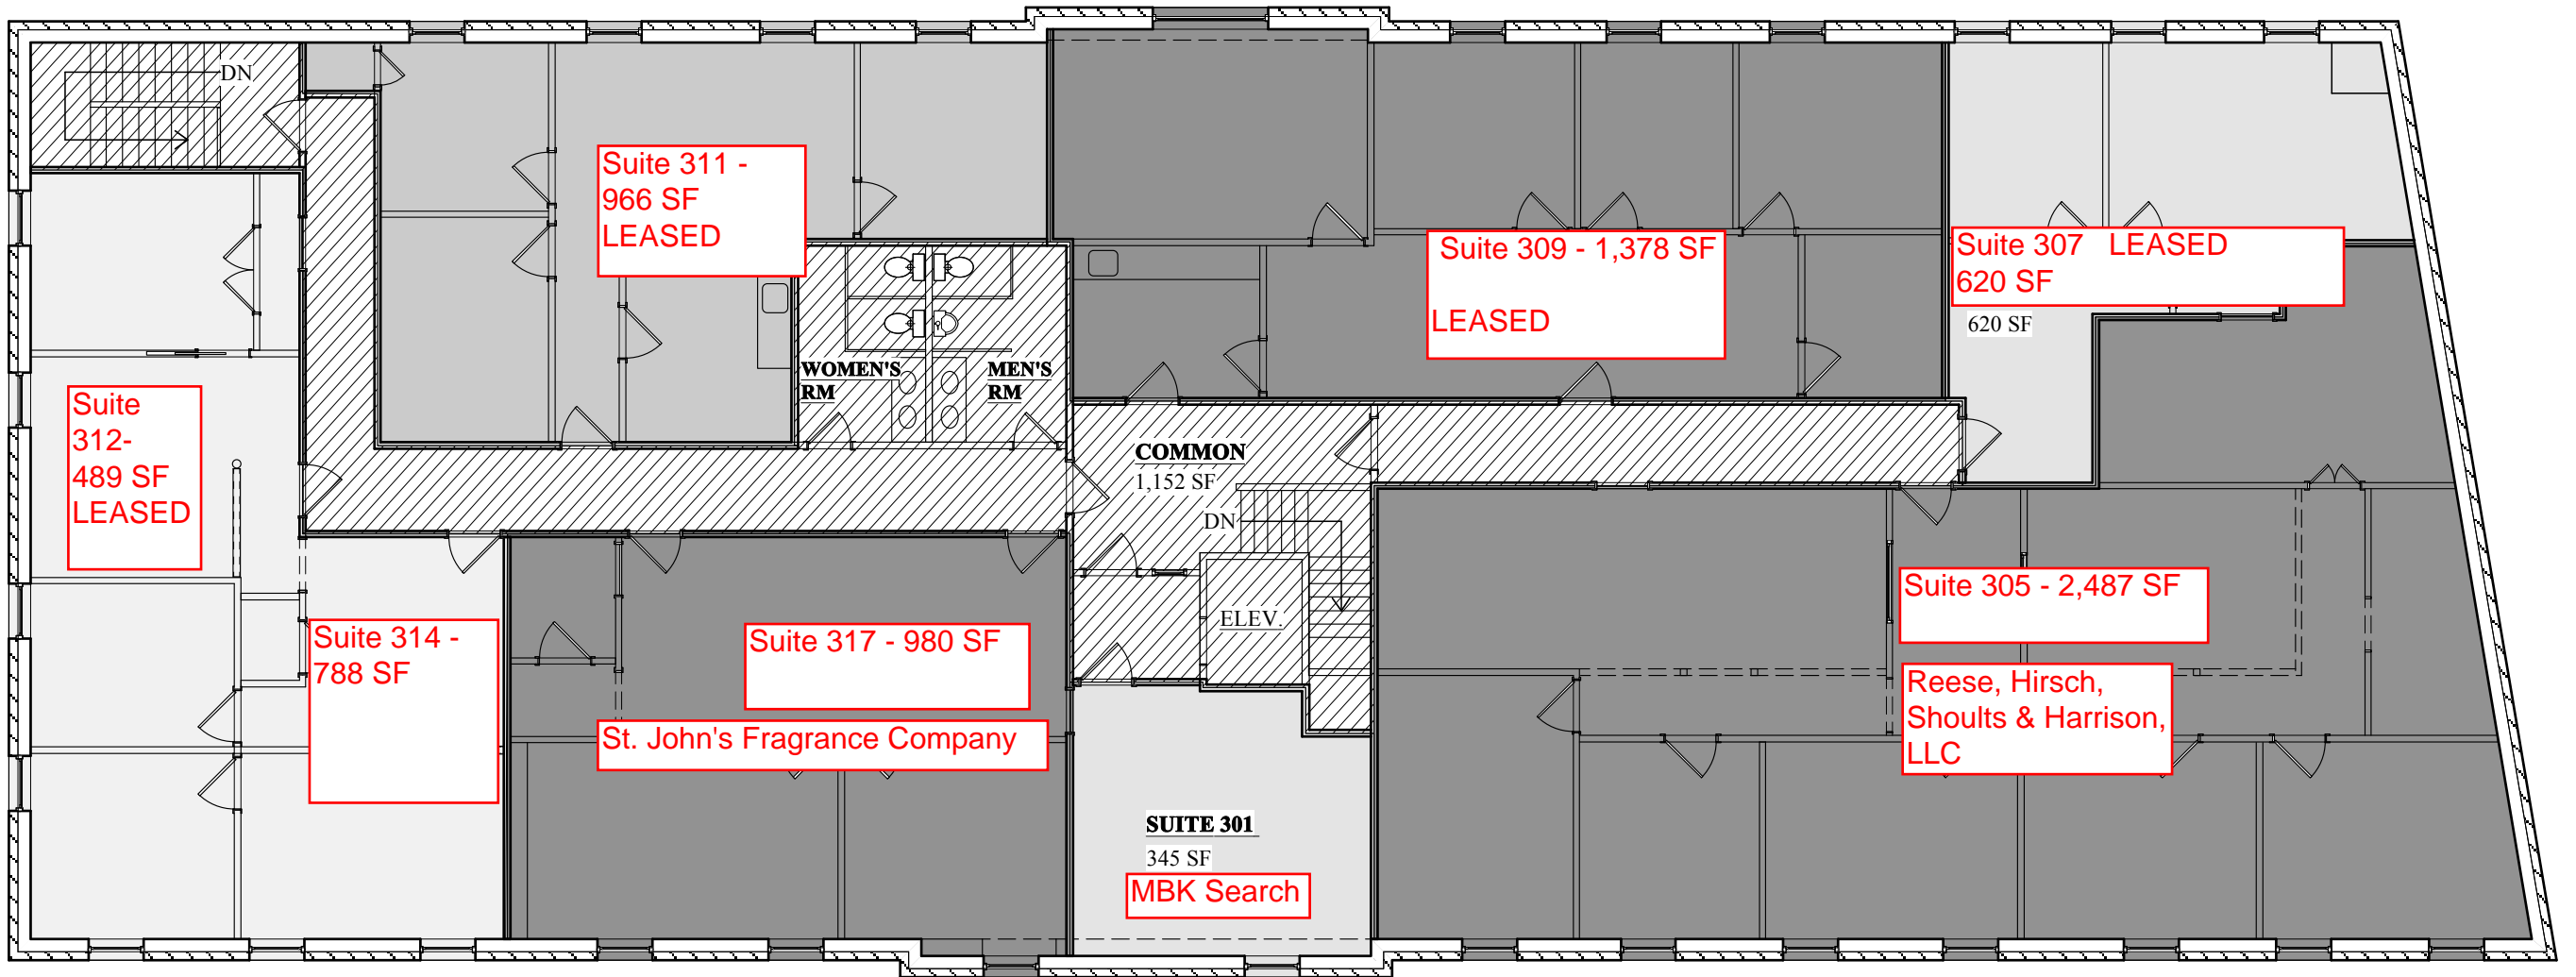 DN
Suite 311 -
966 SF
LEASED
Suite 309 - 1,378 SF
LEASED
Suite 307 LEASED
620 SF
620 SF
WOMEN'S
RM
MEN'S
RM
Suite
312-
489 SF
LEASED
COMMON
1,152 SF
DN
ELEV.
Suite 314 -
788 SF
Suite 317 - 980 SF
St. John's Fragrance Company
Suite 305 - 2,487 SF
Reese, Hirsch,
Shoults & Harrison,
LLC
SUITE 301
345 SF
MBK Search